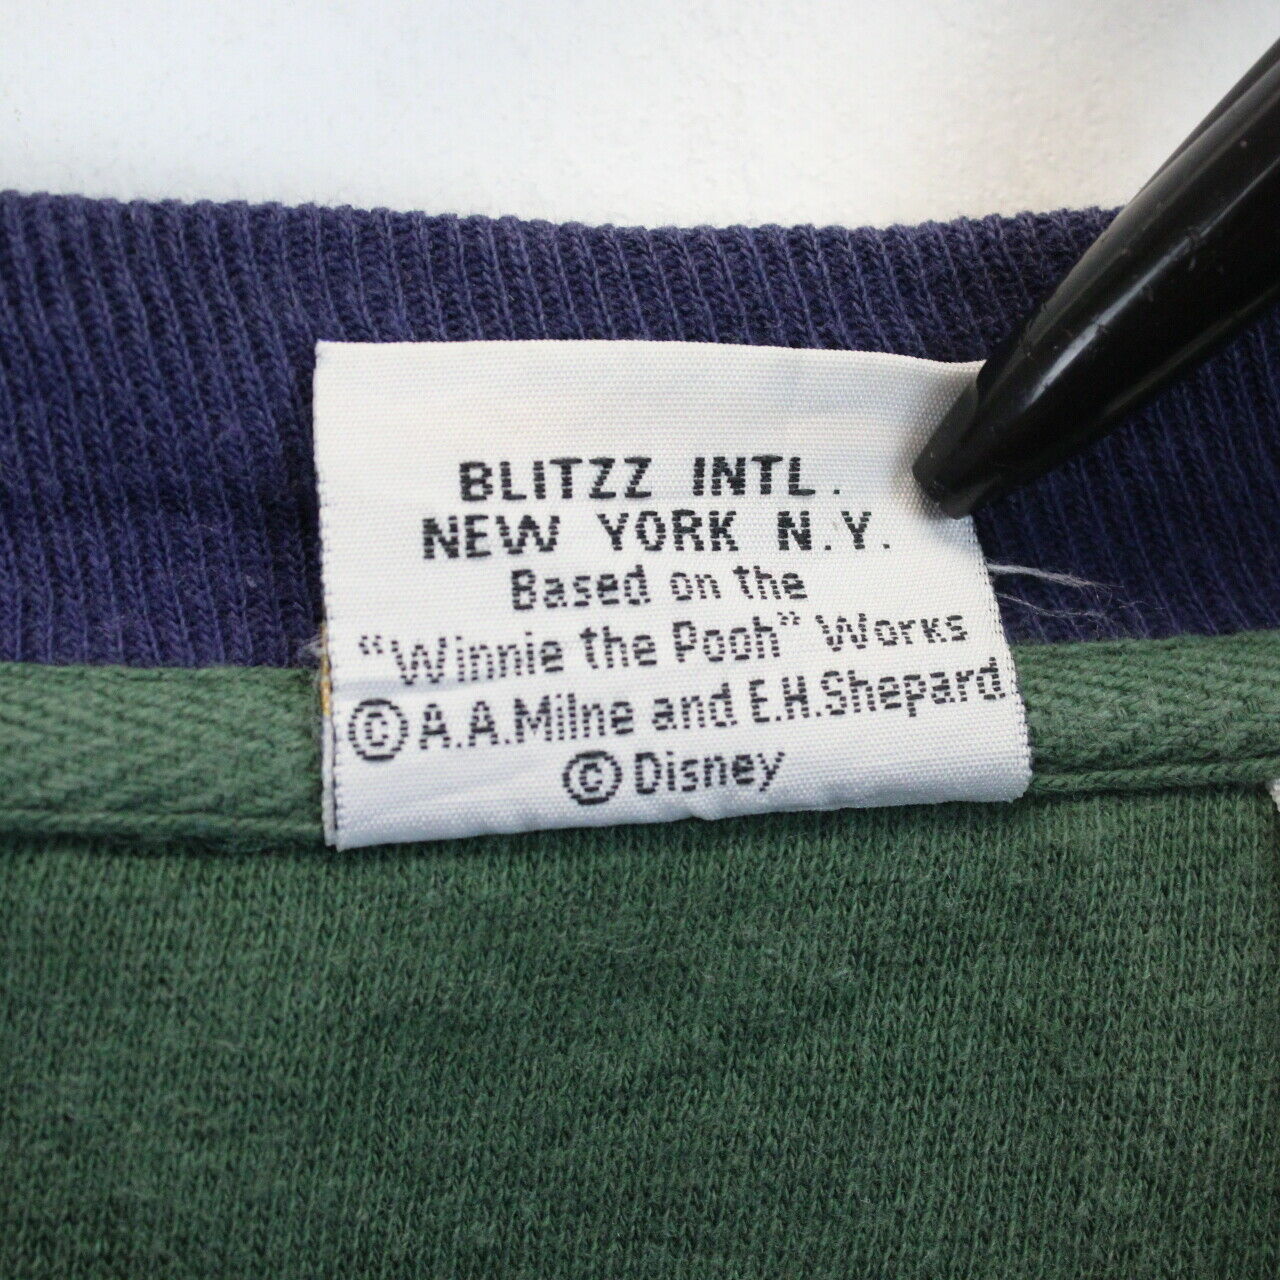 BLITZZ INTL.
NEW YORK N.Y.
Based on the
“Winnie the Pooh” Works
©A.A.Milne and E.H.Shepard.
©Disney